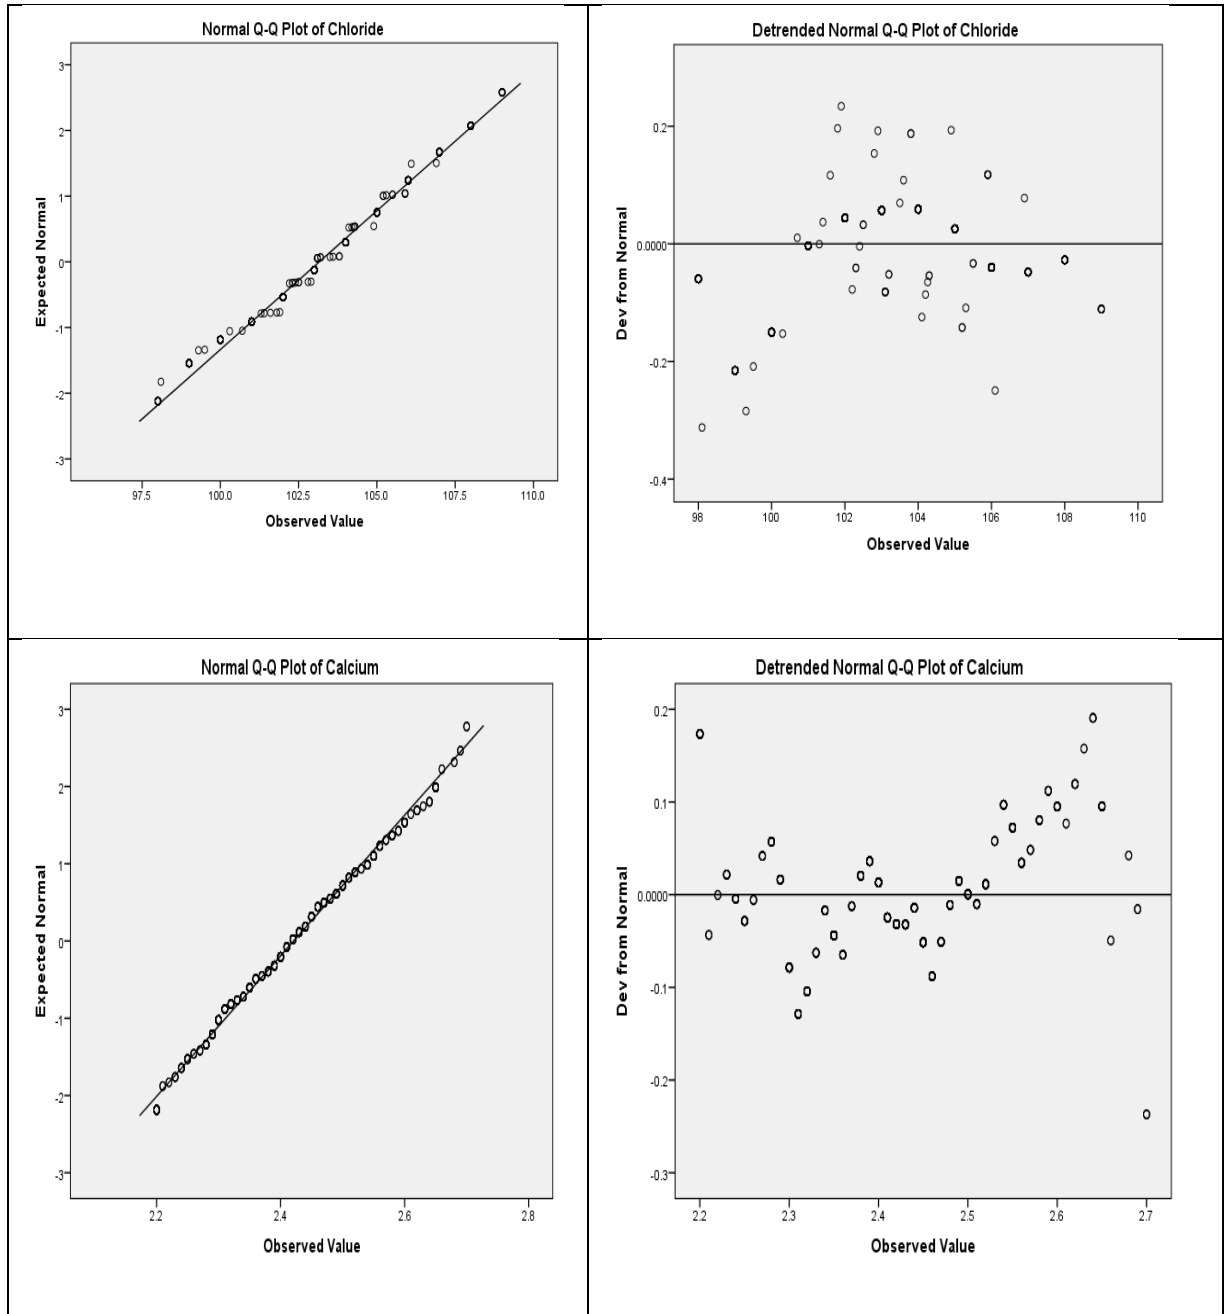 Normal Q-Q Plot of Chloride
3
2
1
0
-1
-2
-3
Expected Normal
97.5 100.0 102.5 105.0 107.5 110.0
Observed Value
Detrended Normal Q-Q Plot of Chloride
0.2
0.0000
-0.2
-0.4
Dev from Normal
98 100 102 104 106 108 110
Observed Value
Normal Q-Q Plot of Calcium
3
2
1
0
-1
-2
-3
Expected Normal
2.2 2.4 2.6 2.8
Observed Value
Detrended Normal Q-Q Plot of Calcium
0.2
0.1
0.0000
-0.1
-0.2
-0.3
Dev from Normal
2.2 2.3 2.4 2.5 2.6 2.7
Observed Value